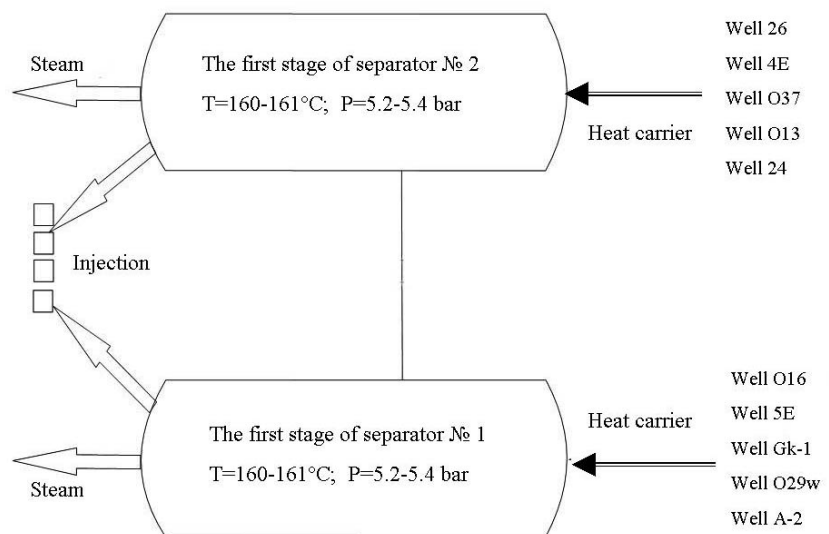 Steam
The first stage of separator № 2
T=160-161°C; P=5.2-5.4 bar
Heat carrier
Well 26
Well 4E
Well O37
Well O13
Well 24
Injection
The first stage of separator № 1
T=160-161°C; P=5.2-5.4 bar
Steam
Heat carrier
Well O16
Well 5E
Well Gk-1
Well O29w
Well A-2